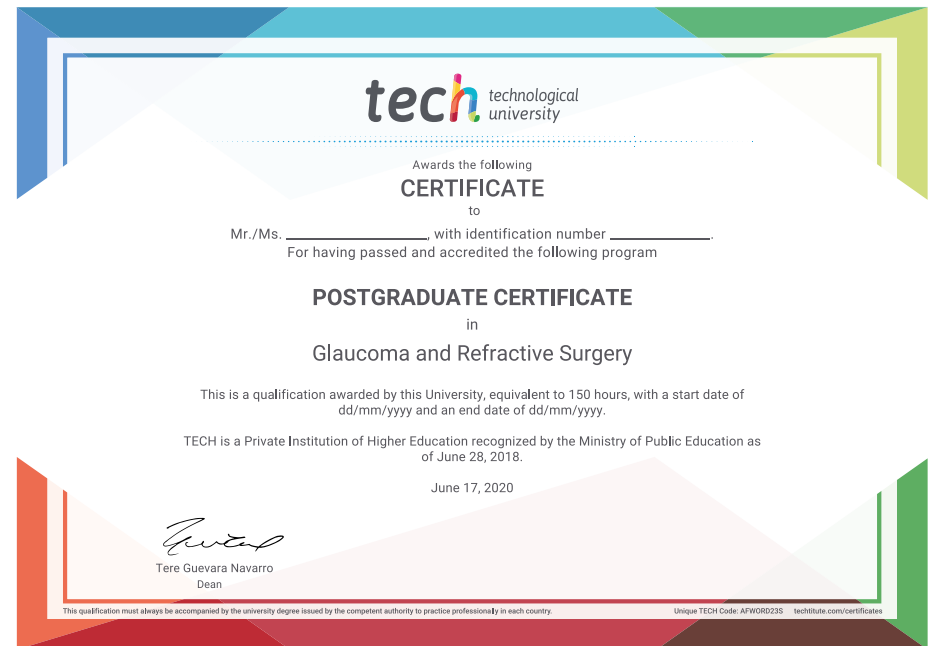 tech technological
university
Awards the following
CERTIFICATE
to
Mr./Ms. ____________________, with identification number ______________.
For having passed and accredited the following program
POSTGRADUATE CERTIFICATE
in
Glaucoma and Refractive Surgery
This is a qualification awarded by this University, equivalent to 150 hours, with a start date of
dd/mm/yyyy and an end date of dd/mm/yyyy.
TECH is a Private Institution of Higher Education recognized by the Ministry of Public Education as
of June 28, 2018.
June 17, 2020
Tere Guevara Navarro
Dean
This qualification must always be accompanied by the university degree issued by the competent authority to practice professionally in each country. Unique TECH Code: AFWORD23S techtitute.com/certificates